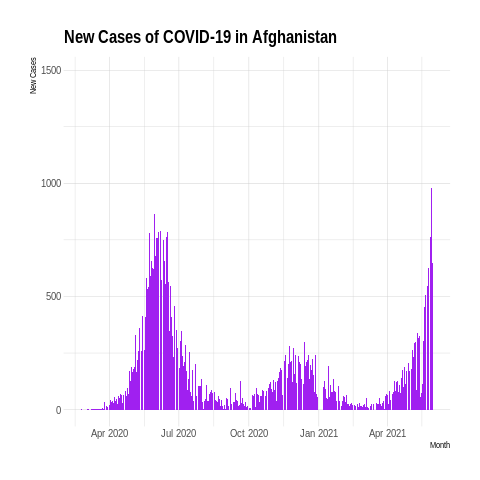 New Cases of COVID-19 in Afghanistan
New Cases
1500
1000
500
0
Apr 2020 Jul 2020 Oct 2020 Jan 2021 Apr 2021
Month